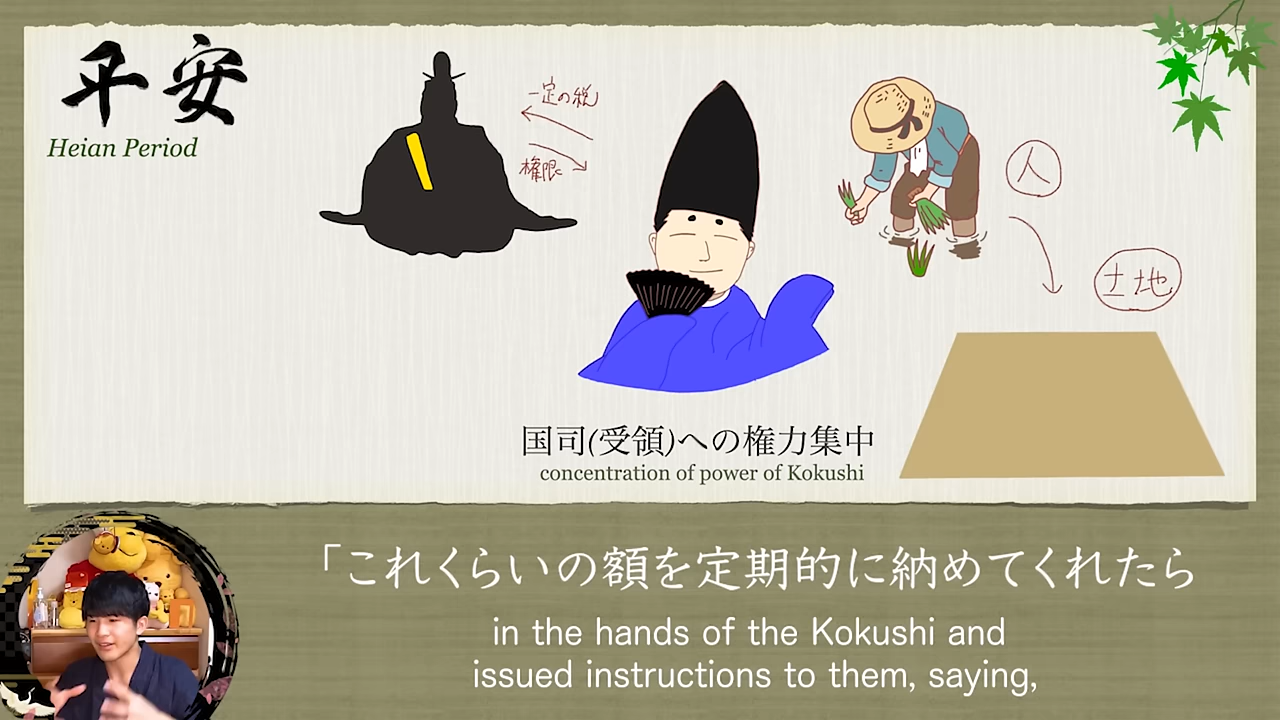 平安
Heian Period
一定の税
権限
人
土地
国司(受領)への権力集中
concentration of power of Kokushi
「これくらいの額を定期的に納めてくれたら
in the hands of the Kokushi and
issued instructions to them, saying,